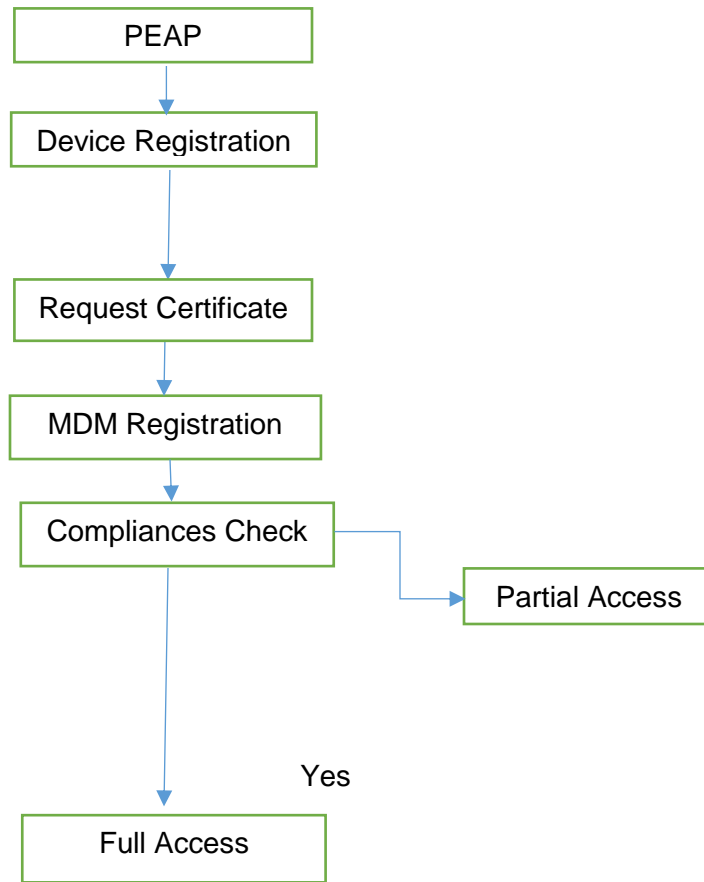 PEAP
Device Registration
Request Certificate
MDM Registration
Compliances Check
Partial Access
Yes
Full Access